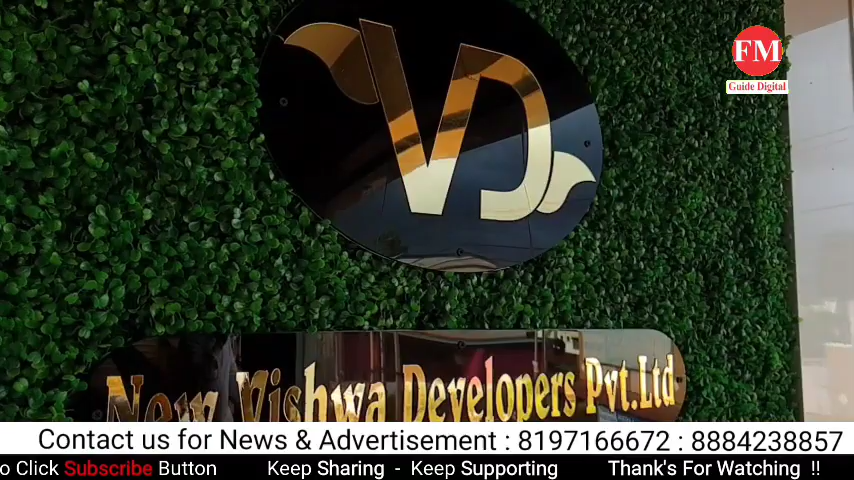 VD
FM
Guide Digital
New Vishwa Developers Pvt.Ltd
Contact us for News & Advertisement : 8197166672 : 8884238857
o Click Subscribe Button Keep Sharing - Keep Supporting Thank's For Watching !!